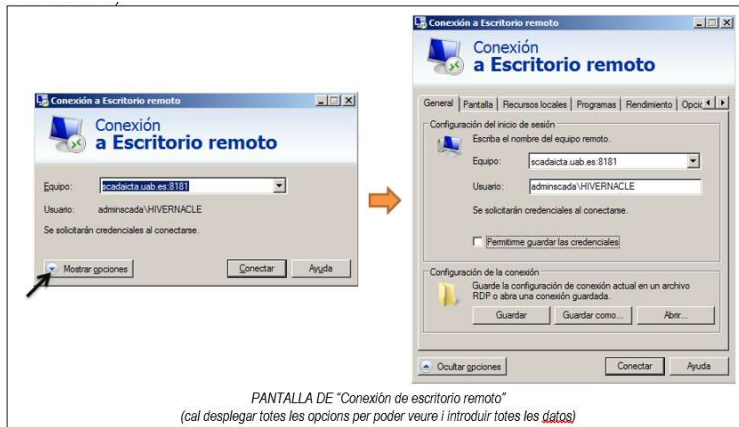 Conexión a Escritorio remoto
Conexión
a Escritorio remoto
Equipo: scadaicta.uab.es:8181
Usuario: adminscada\HIVERNACLE
Se solicitarán credenciales al conectarse.
Mostrar opciones Conectar Ayuda
Conexión a Escritorio remoto
Conexión
a Escritorio remoto
General Pantalla Recursos locales Programas Rendimiento Opcio
Configuración del inicio de sesión
Escriba el nombre del equipo remoto.
Equipo: scadaicta.uab.es:8181
Usuario: adminscada\HIVERNACLE
Se solicitarán credenciales al conectarse.
Permitirme guardar las credenciales
Configuración de la conexión
Guarde la configuración de conexión actual en un archivo
RDP o abra una conexión guardada.
Guardar Guardar como... Abrir...
Ocultar opciones Conectar Ayuda
PANTALLA DE “Conexión de escritorio remoto”
(cal desplegar totes les opcions per poder veure i introduir totes les datos)